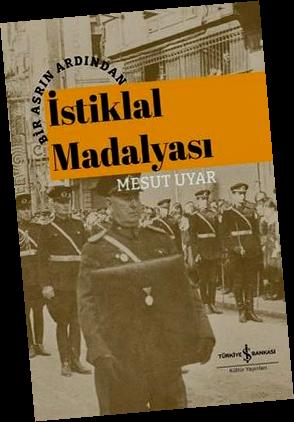 BİR ASRIN ARDINDAN
İstiklal
Madalyası
MESUT UYAR
TÜRKİYE İŞ BANKASI
Kültür Yayınları